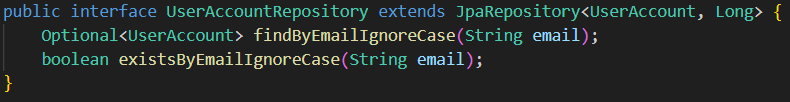 public interface UserAccountRepository extends JpaRepository<UserAccount, Long> {
    Optional<UserAccount> findByEmailIgnoreCase(String email);
    boolean existsByEmailIgnoreCase(String email);
}